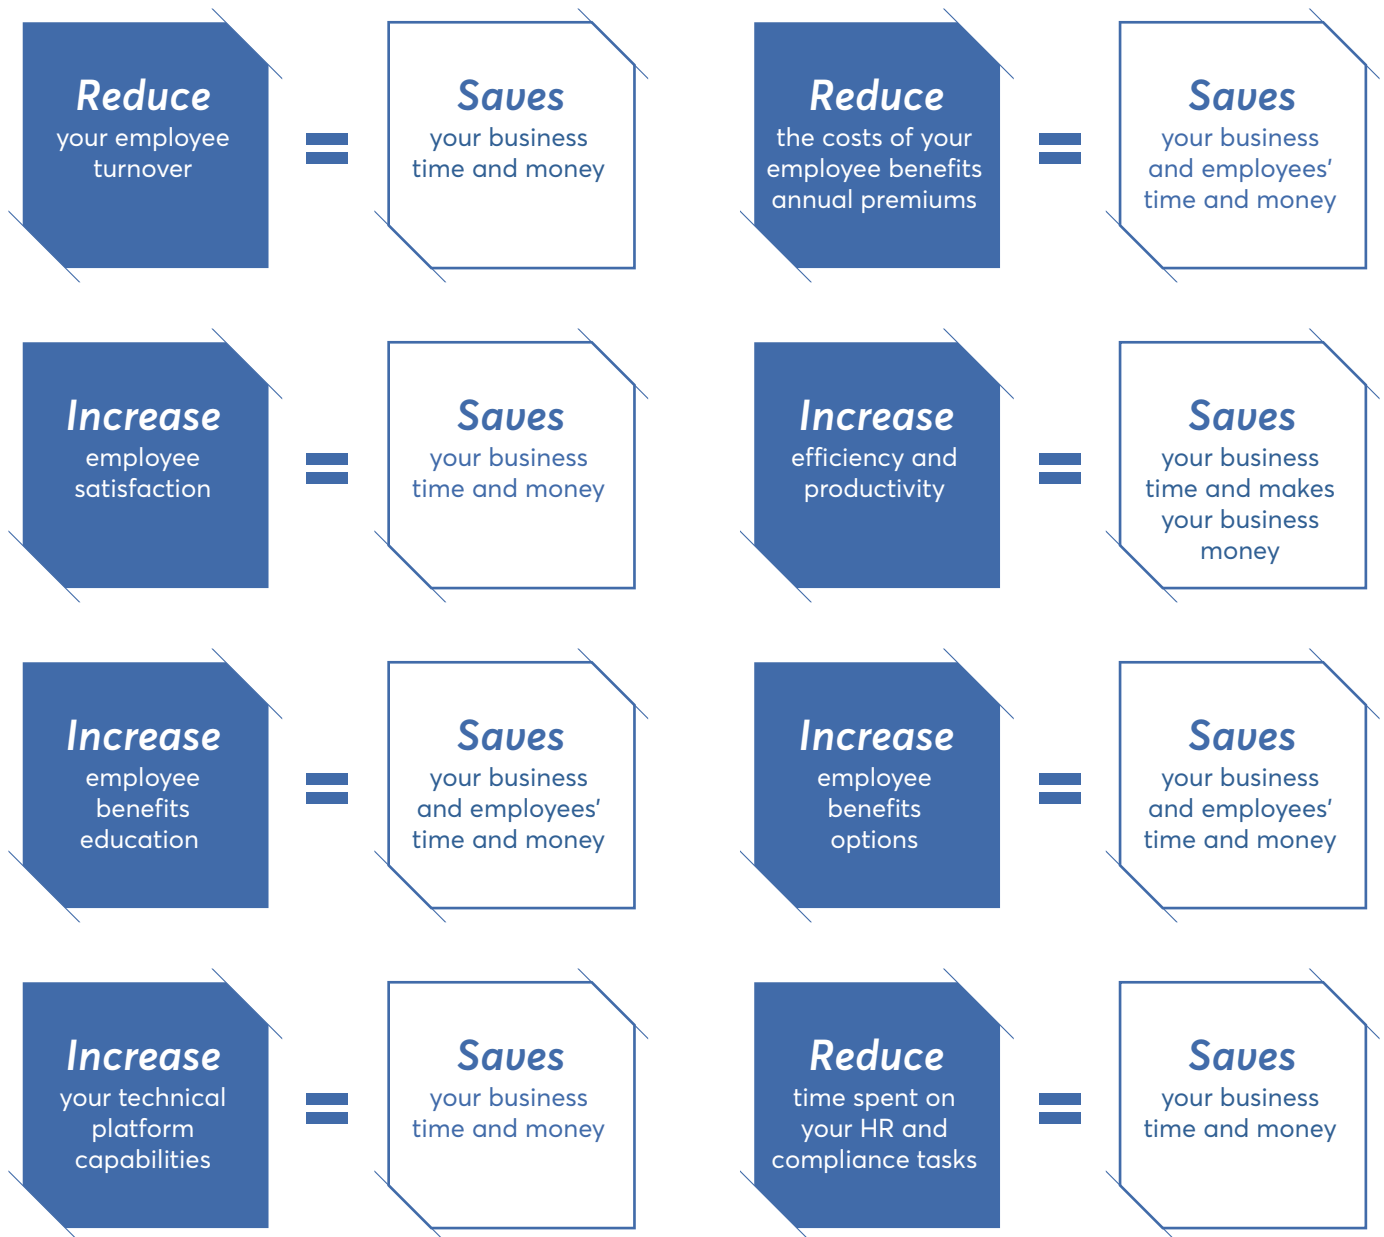 Reduce
your employee
turnover
=
Saves
your business
time and money
Reduce
the costs of your
employee benefits
annual premiums
=
Saves
your business
and employees’
time and money
Increase
employee
satisfaction
=
Saves
your business
time and money
Increase
efficiency and
productivity
=
Saves
your business
time and makes
your business
money
Increase
employee
benefits
education
=
Saves
your business
and employees’
time and money
Increase
employee
benefits
options
=
Saves
your business
and employees’
time and money
Increase
your technical
platform
capabilities
=
Saves
your business
time and money
Reduce
time spent on
your HR and
compliance tasks
=
Saves
your business
time and money